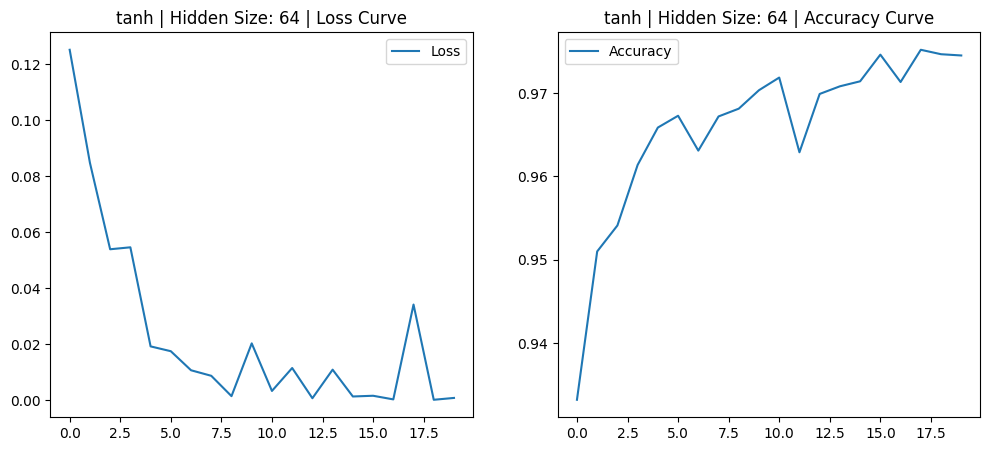 tanh | Hidden Size: 64 | Loss Curve
Loss
0.12
0.10
0.08
0.06
0.04
0.02
0.00
0.0 2.5 5.0 7.5 10.0 12.5 15.0 17.5
tanh | Hidden Size: 64 | Accuracy Curve
Accuracy
0.97
0.96
0.95
0.94
0.0 2.5 5.0 7.5 10.0 12.5 15.0 17.5